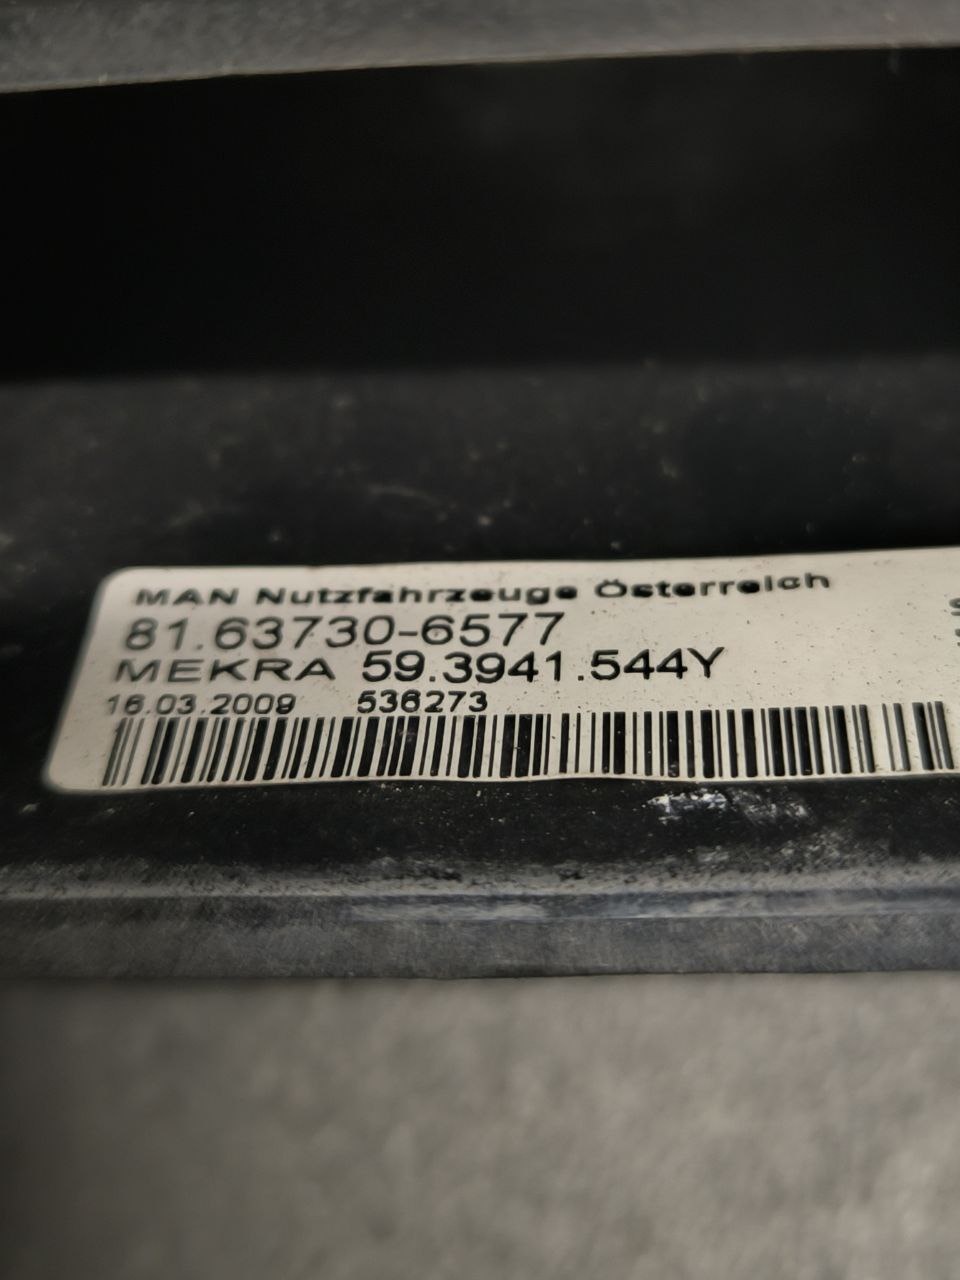 MAN Nutzfahrzeuge Österreich
81.63730-6577
MEKRA 59.3941.544Y
16.03.2009 536273